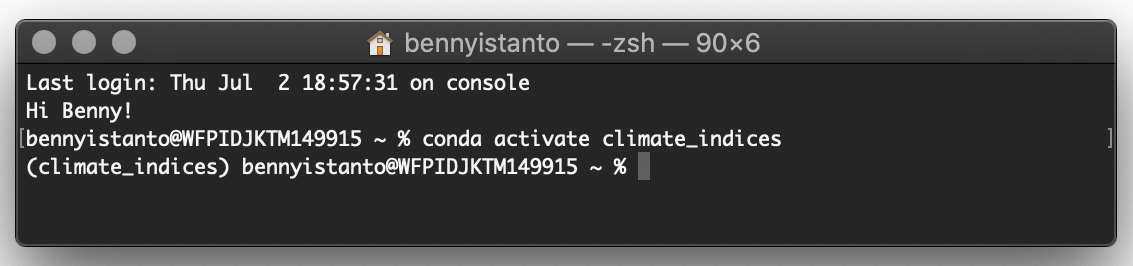 bennyistanto — -zsh — 90×6
Last login: Thu Jul  2 18:57:31 on console
Hi Benny!
[bennyistanto@WFPIDJKTM149915 ~ % conda activate climate_indices ]
(climate_indices) bennyistanto@WFPIDJKTM149915 ~ %